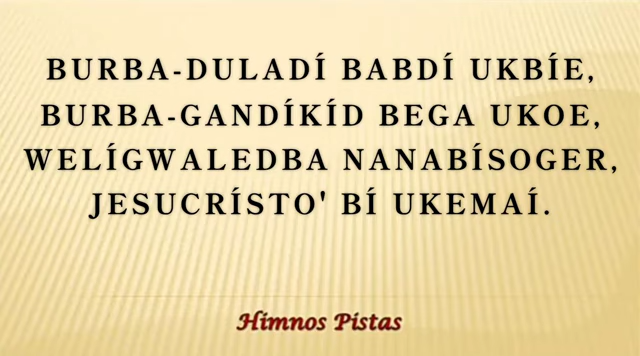 BURBA-DULADÍ BABDÍ UKBÍE,
BURBA-GANDÍKÍD BEGA UKOE,
WELÍGWALEDBA NANABÍSOGER,
JESUCRÍSTO' BÍ UKEMAÍ.
Himnos Pistas